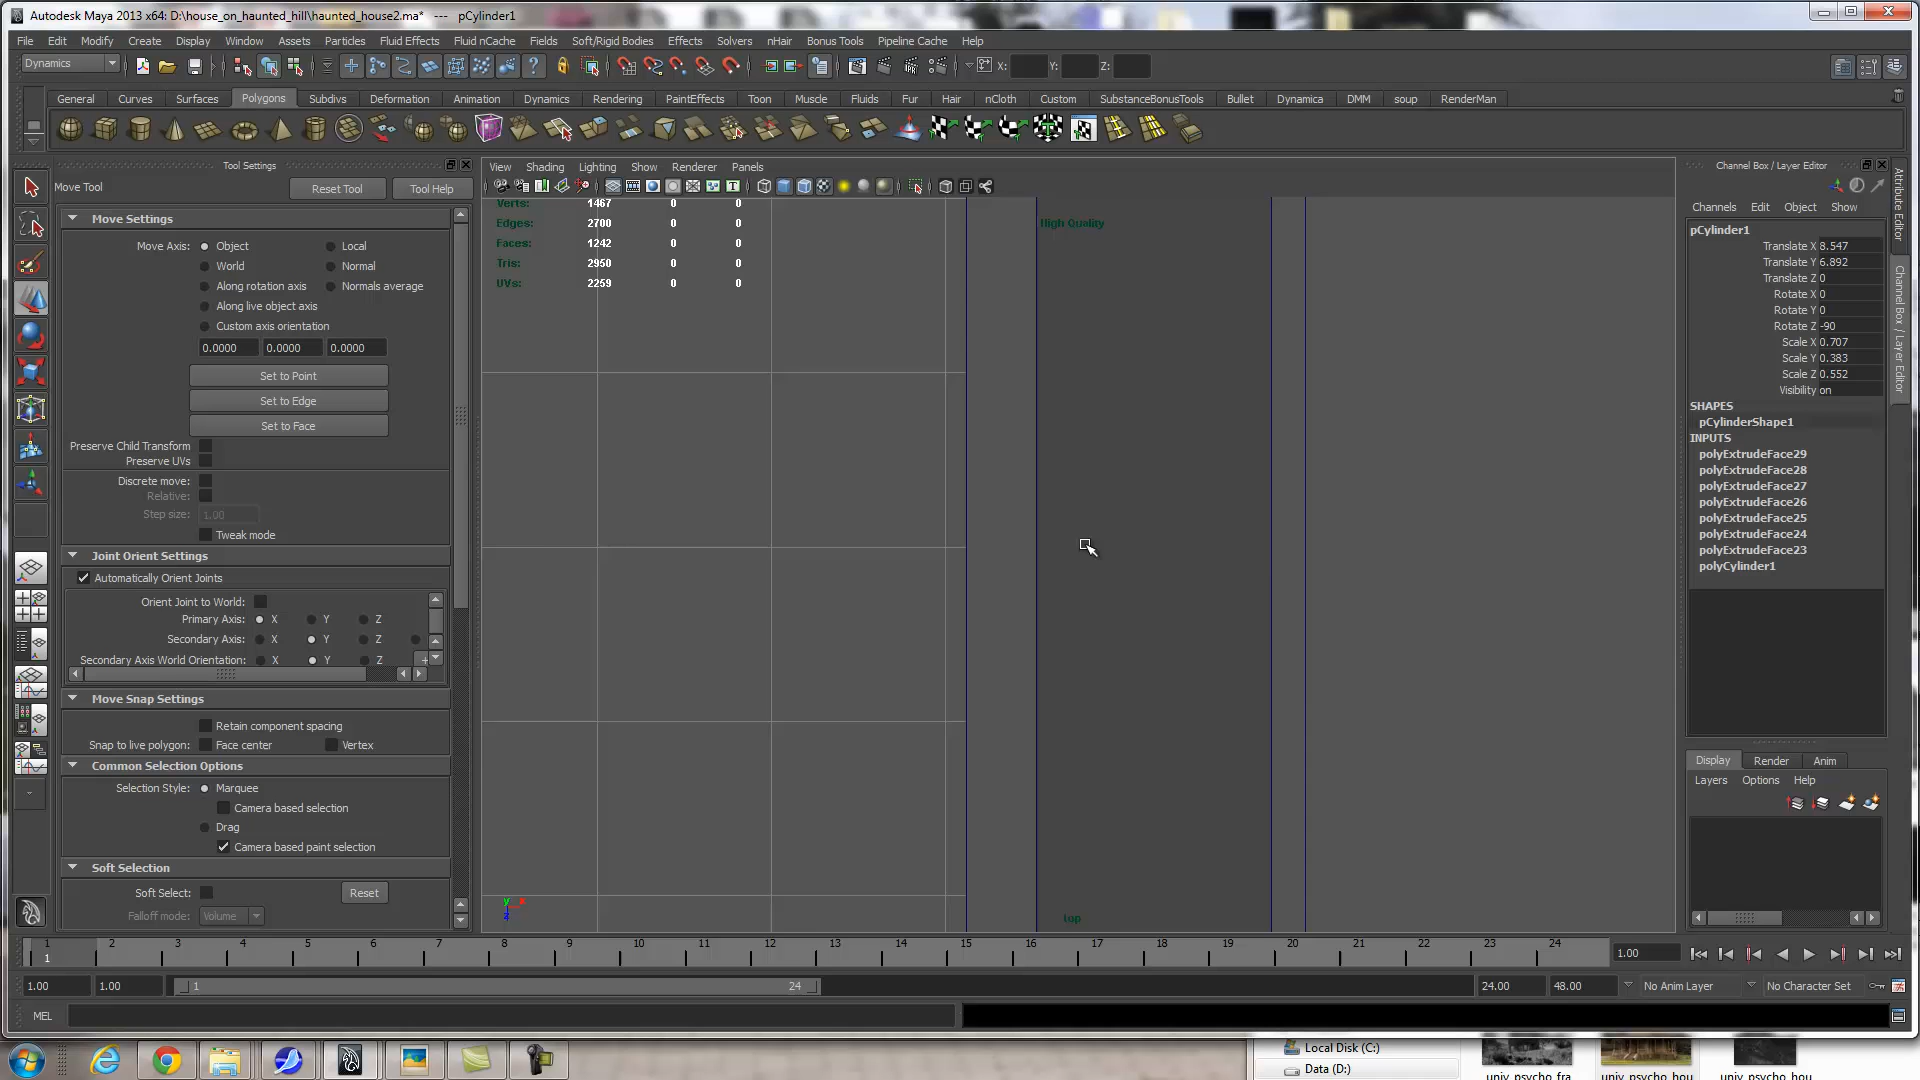 Autodesk Maya 2013 x64: D:\house_on_haunted_hill\haunted_house2.ma* --- pCylinder1
File Edit Modify Create Display Window Assets Particles Fluid Effects Fluid nCache Fields Soft/Rigid Bodies Effects Solvers nHair Bonus Tools Pipeline Cache Help
Dynamics X: Y: Z:
General Curves Surfaces Polygons Subdivs Deformation Animation Dynamics Rendering PaintEffects Toon Muscle Fluids Fur Hair nCloth Custom SubstanceBonusTools Bullet Dynamica DMM soup RenderMan
Tool Settings
Move Tool Reset Tool Tool Help
Move Settings
Move Axis: Object Local
World Normal
Along rotation axis Normals average
Along live object axis
Custom axis orientation
0.0000 0.0000 0.0000
Set to Point
Set to Edge
Set to Face
Preserve Child Transform
Preserve UVs
Discrete move:
Relative:
Step size: 1.00
Tweak mode
Joint Orient Settings
Automatically Orient Joints
Orient Joint to World:
Primary Axis: X Y Z
Secondary Axis: X Y Z
Secondary Axis World Orientation: X Y Z +
Move Snap Settings
Retain component spacing
Snap to live polygon: Face center Vertex
Common Selection Options
Selection Style: Marquee
Camera based selection
Drag
Camera based paint selection
Soft Selection
Soft Select: Reset
Falloff mode: Volume
View Shading Lighting Show Renderer Panels
Verts: 1467 0 0
Edges: 2700 0 0
Faces: 1242 0 0
Tris: 2950 0 0
UVs: 2259 0 0
High Quality
y x
z
top
Channel Box / Layer Editor
Channels Edit Object Show
pCylinder1
Translate X 8.547
Translate Y 6.892
Translate Z 0
Rotate X 0
Rotate Y 0
Rotate Z -90
Scale X 0.707
Scale Y 0.383
Scale Z 0.552
Visibility on
SHAPES
pCylinderShape1
INPUTS
polyExtrudeFace29
polyExtrudeFace28
polyExtrudeFace27
polyExtrudeFace26
polyExtrudeFace25
polyExtrudeFace24
polyExtrudeFace23
polyCylinder1
Attribute Editor
Channel Box / Layer Editor
Display Render Anim
Layers Options Help
1 2 3 4 5 6 7 8 9 10 11 12 13 14 15 16 17 18 19 20 21 22 23 24
1 1.00
1.00 1.00 1 24 24.00 48.00 No Anim Layer No Character Set
MEL
Local Disk (C:)
Data (D:)
univ_psycho_fra univ_psycho_hou univ_psycho_hou